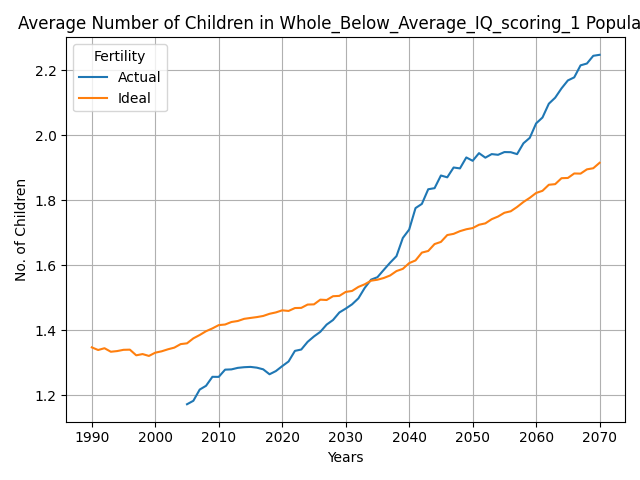 Average Number of Children in Whole_Below_Average_IQ_scoring_1 Popula
Fertility
Actual
Ideal
No. of Children
2.2
2.0
1.8
1.6
1.4
1.2
1990 2000 2010 2020 2030 2040 2050 2060 2070
Years